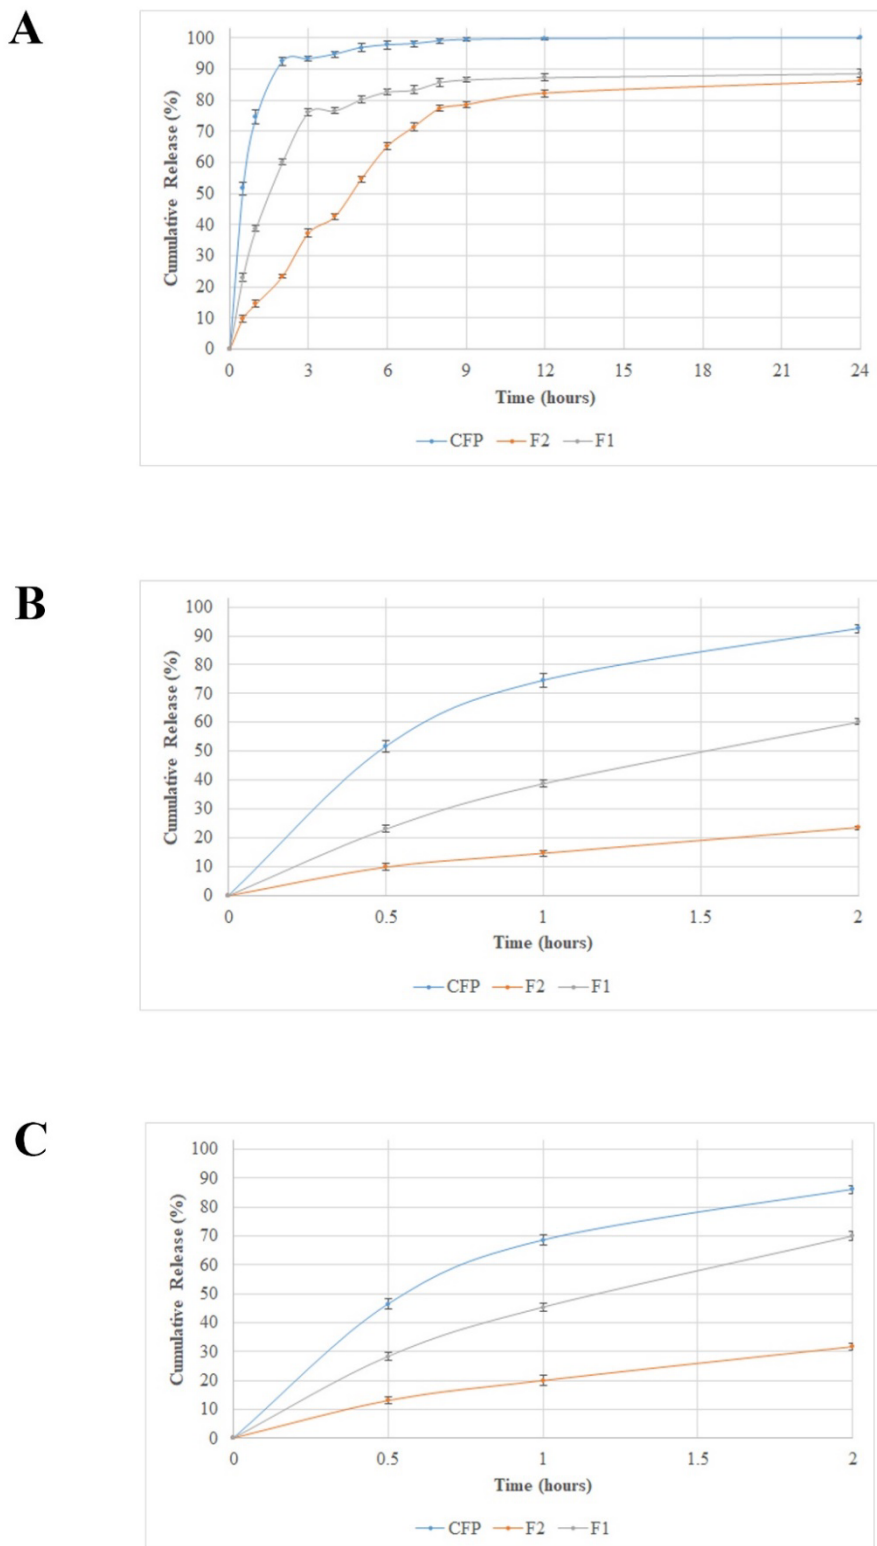 A
100
90
80
70
60
50
40
30
20
10
0
Cumulative Release (%)
0 3 6 9 12 15 18 21 24
Time (hours)
CFP F2 F1
B
100
90
80
70
60
50
40
30
20
10
0
Cumulative Release (%)
0 0.5 1 1.5 2
Time (hours)
CFP F2 F1
C
100
90
80
70
60
50
40
30
20
10
0
Cumulative Release (%)
0 0.5 1 1.5 2
Time (hours)
CFP F2 F1